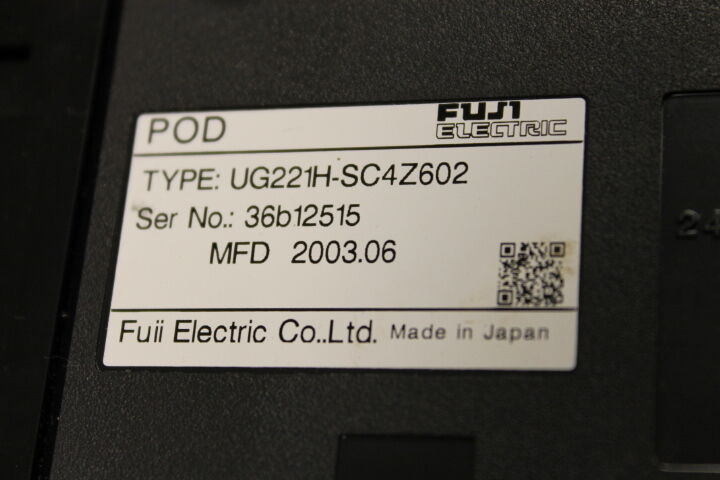 POD
FUJI
ELECTRIC
TYPE: UG221H-SC4Z602
Ser No.: 36b12515
MFD 2003.06
Fuii Electric Co..Ltd. Made in Japan
24